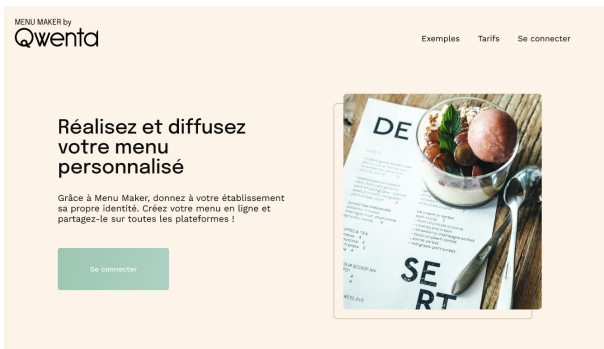 MENU MAKER by
Qwenta
Exemples Tarifs Se connecter
Réalisez et diffusez
votre menu
personnalisé
Grâce à Menu Maker, donnez à votre établissement
sa propre identité. Créez votre menu en ligne et
partagez-le sur toutes les plateformes !
Se connecter
DE
SE
RT